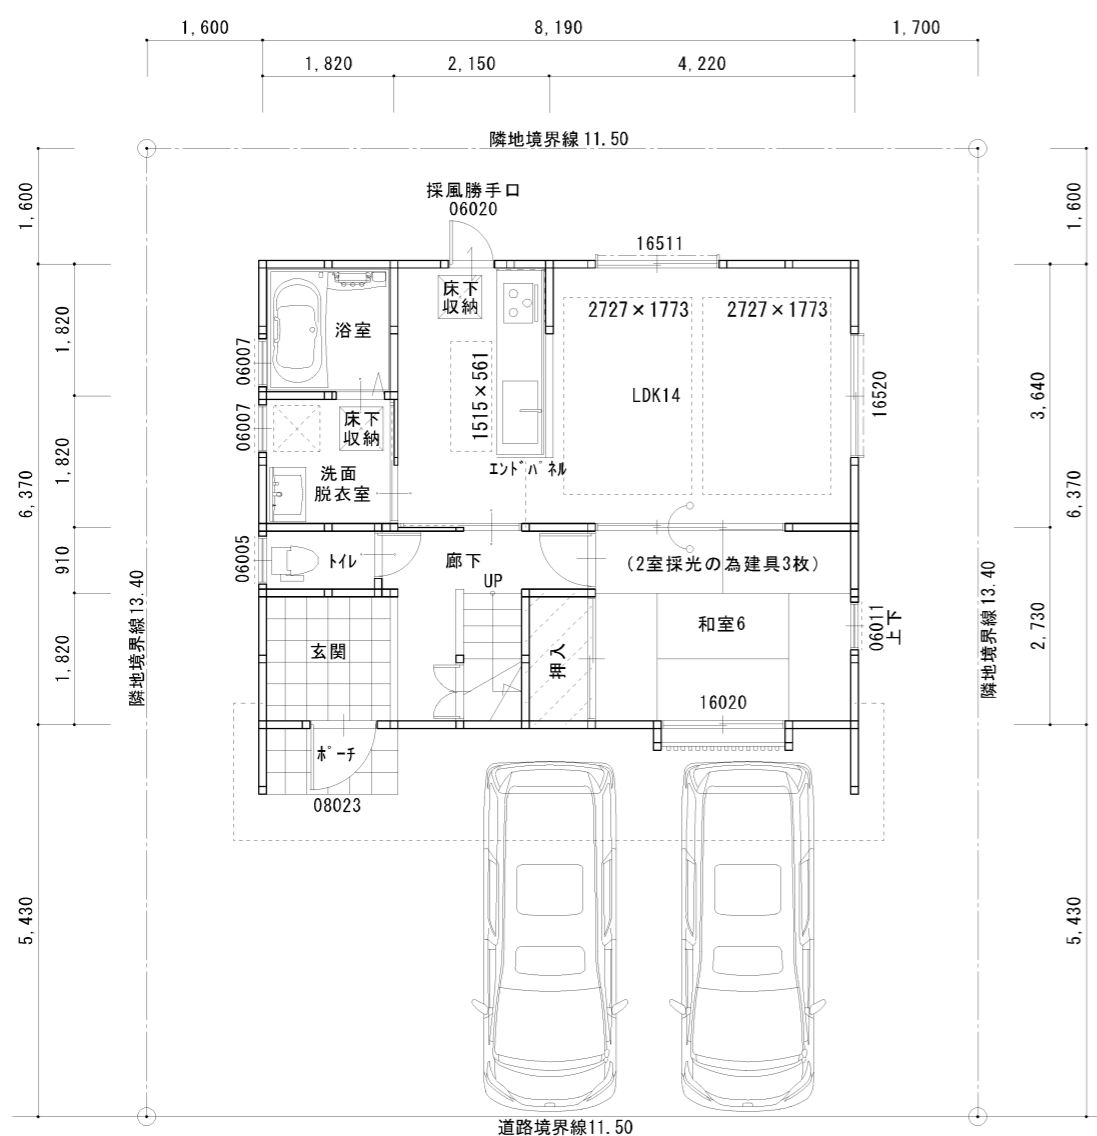 1,600
8,190
1,700
1,820
2,150
4,220
隣地境界線 11.50
採風勝手口
06020
16511
1,600
1,600
床下
収納
2727×1773
2727×1773
1,820
浴室
06007
1515×561
LDK14
16520
3,640
06007
床下
収納
1,820
エンドパネル
洗面
脱衣室
6,370
6,370
910
06005
トイレ
廊下
UP
(2室採光の為建具3枚)
隣地境界線 13.40
隣地境界線 13.40
1,820
玄関
押入
和室6
06011
上下
2,730
16020
ポーチ
08023
5,430
5,430
道路境界線11.50